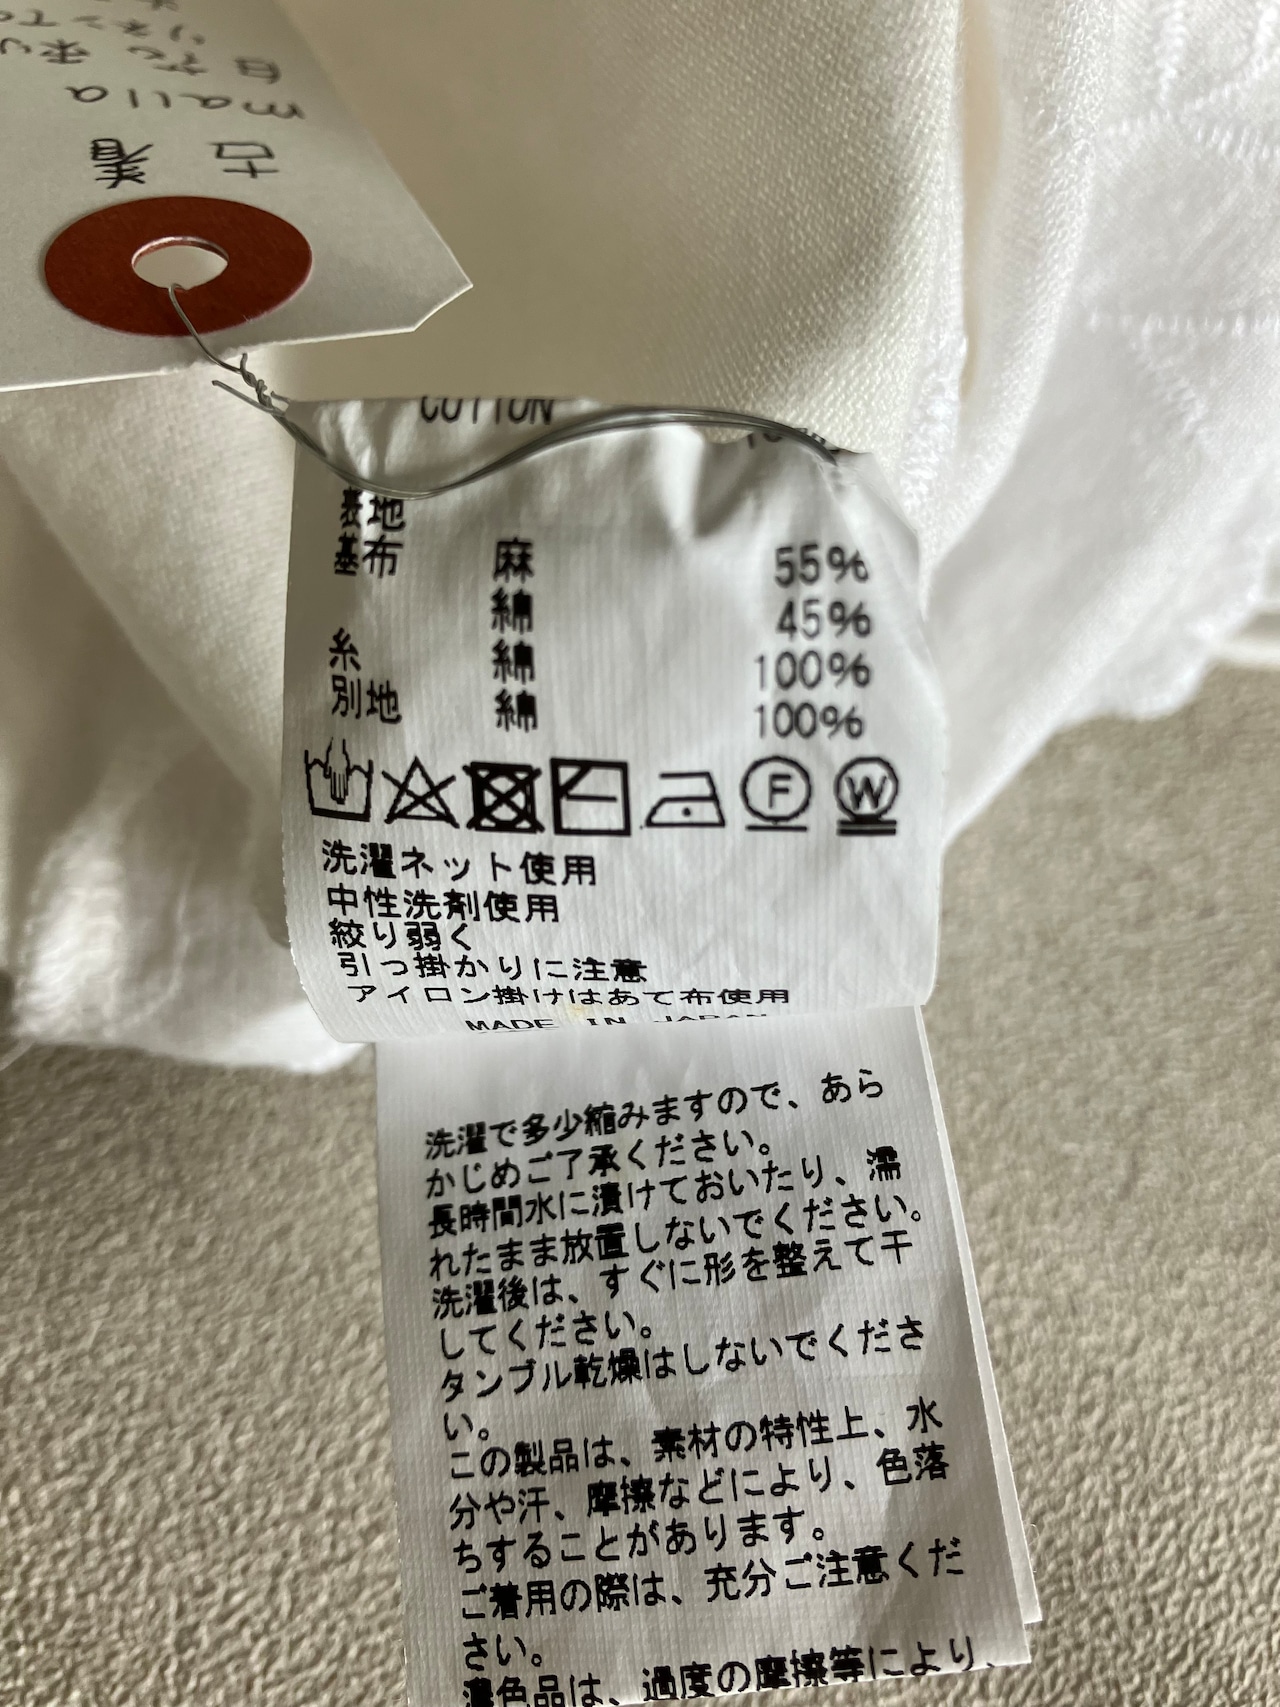 古着
malla
白花
COTTON
表地
基布 麻 55%
綿 45%
糸 綿 100%
別地 綿 100%
F W
洗濯ネット使用
中性洗剤使用
絞り弱く
引っ掛かりに注意
アイロン掛けはあて布使用
MADE IN JAPAN
洗濯で多少縮みますので、あら
かじめご了承ください。
長時間水に漬けておいたり、濡
れたまま放置しないでください。
洗濯後は、すぐに形を整えて干
してください。
タンブル乾燥はしないでくださ
い。
この製品は、素材の特性上、水
分や汗、摩擦などにより、色落
ちすることがあります。
ご着用の際は、充分ご注意くだ
さい。
濃色品は、過度の摩擦等により、